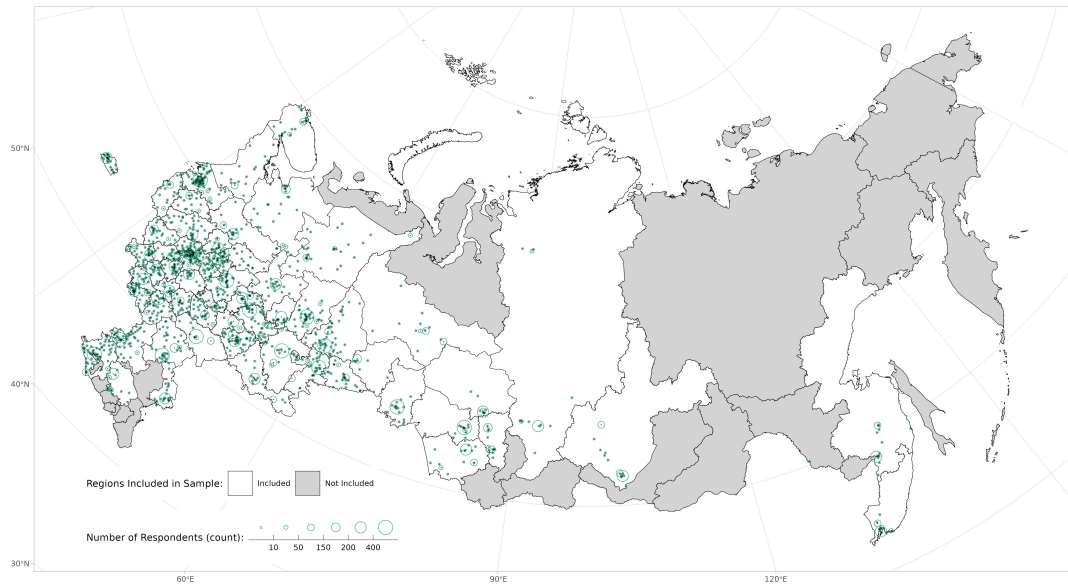 50°N
40°N
Regions Included in Sample: Included Not Included
Number of Respondents (count):
10 50 150 200 400
30°N
60°E 90°E 120°E